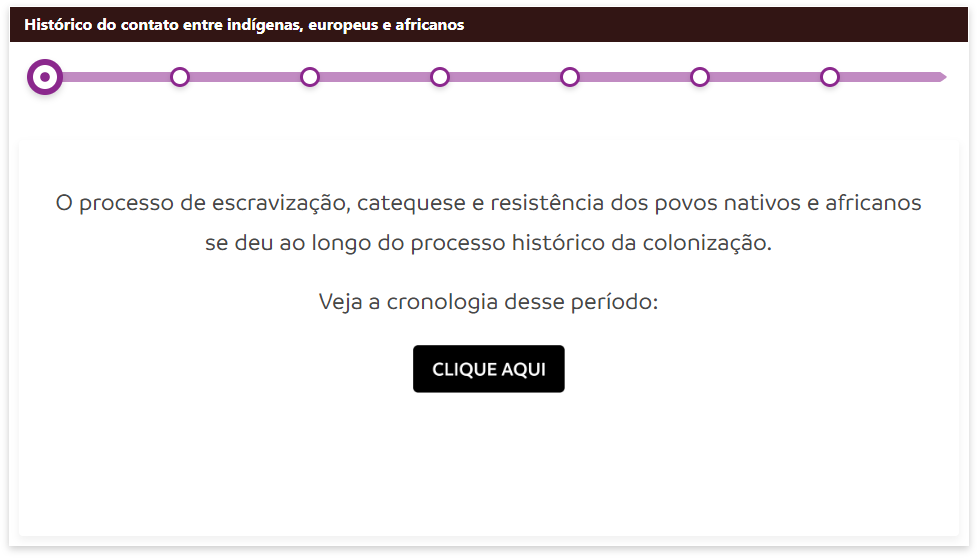 Histórico do contato entre indígenas, europeus e africanos
O processo de escravização, catequese e resistência dos povos nativos e africanos
se deu ao longo do processo histórico da colonização.
Veja a cronologia desse período:
CLIQUE AQUI